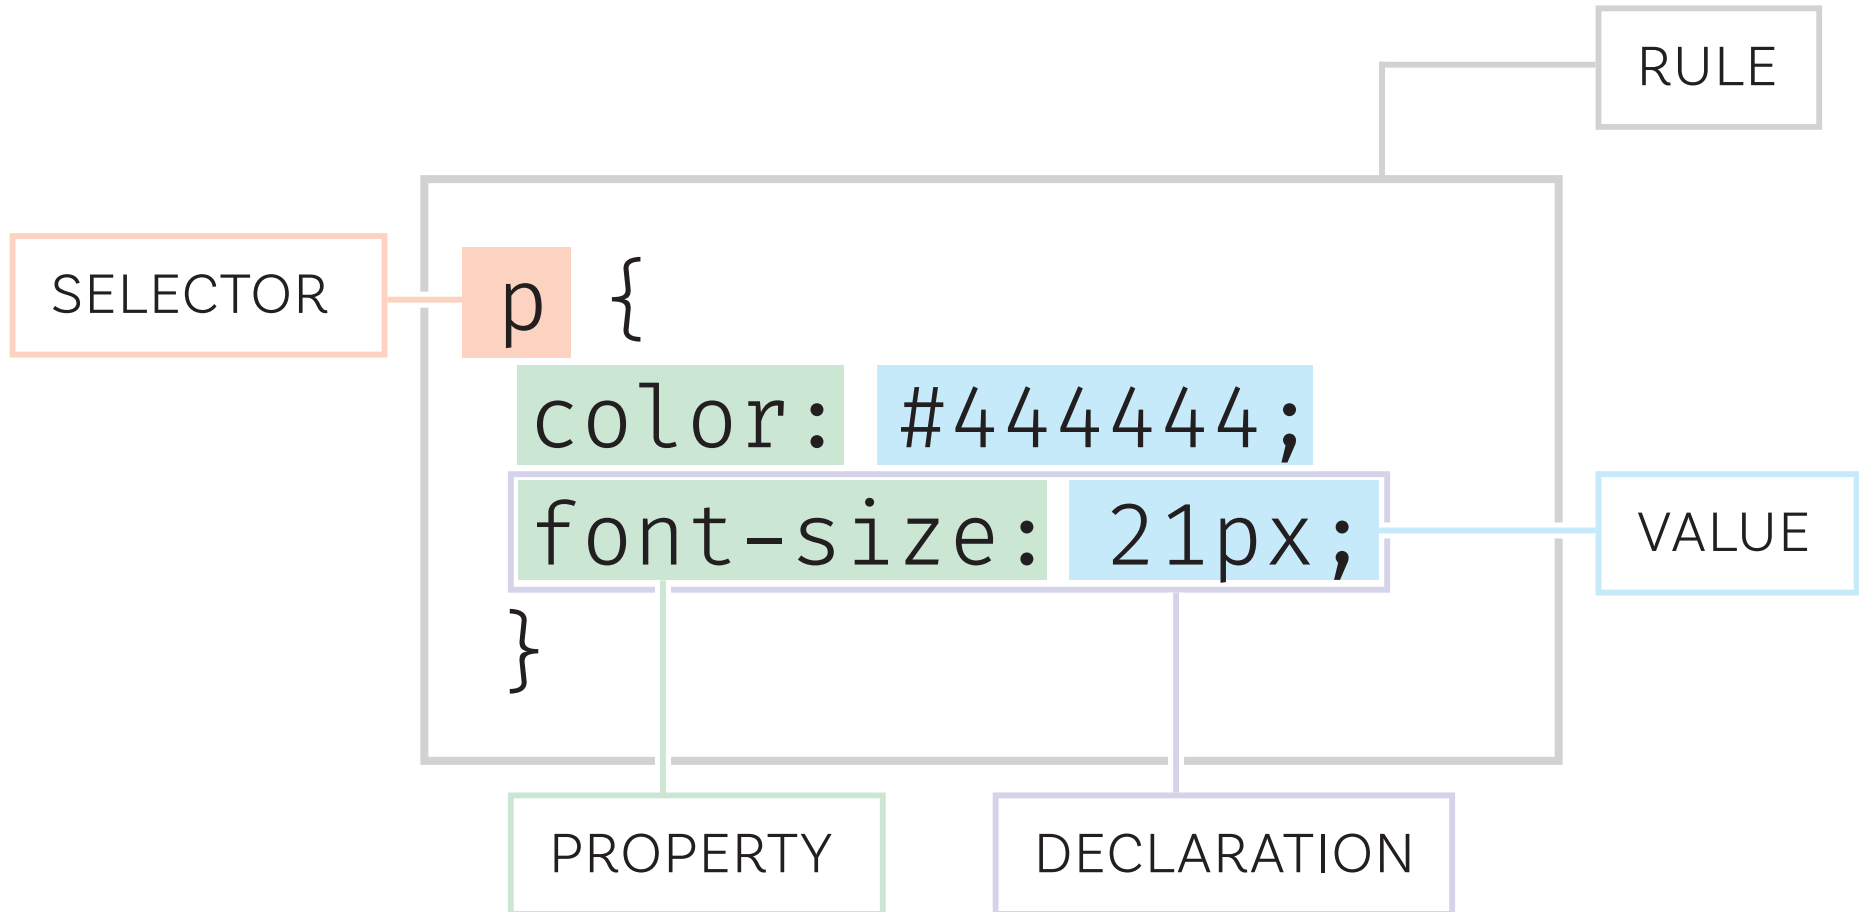 RULE
SELECTOR
p {
color: #444444;
font-size: 21px;
VALUE
}
PROPERTY
DECLARATION